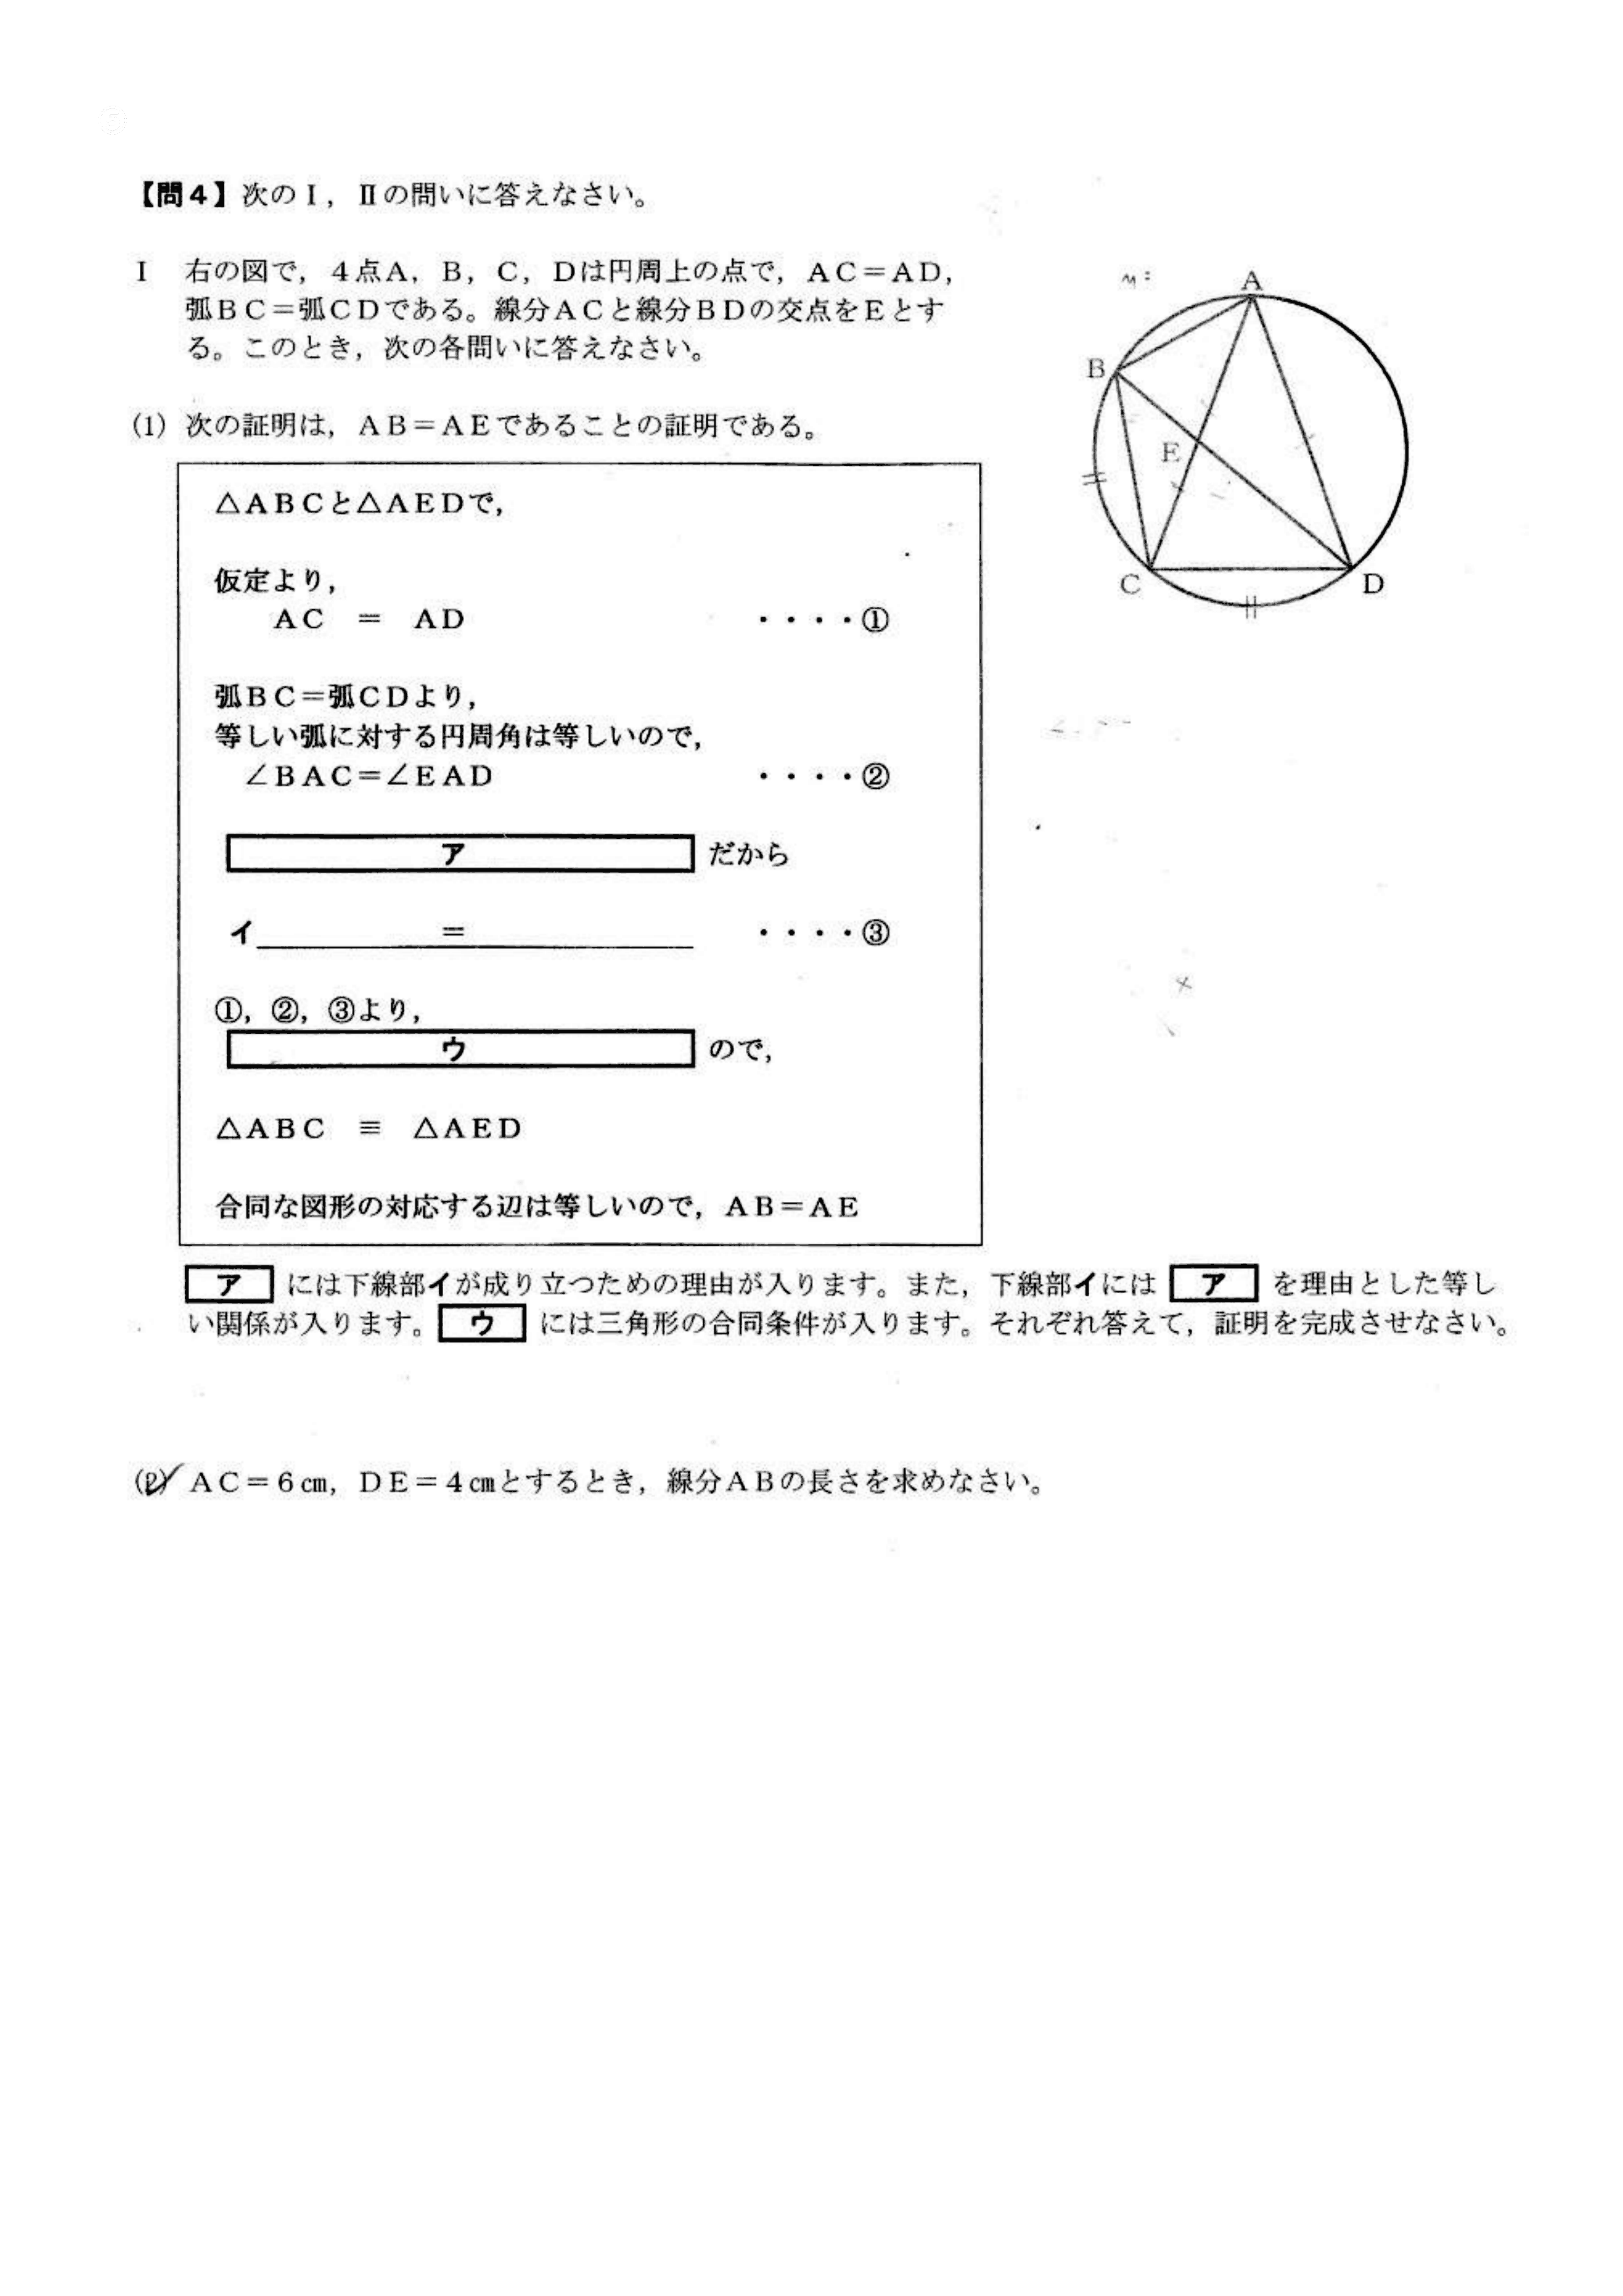 【問４】次のⅠ，Ⅱの問いに答えなさい。
Ⅰ　右の図で，４点Ａ，Ｂ，Ｃ，Ｄは円周上の点で，ＡＣ＝ＡＤ，
弧ＢＣ＝弧ＣＤである。線分ＡＣと線分ＢＤの交点をＥとす
る。このとき，次の各問いに答えなさい。
A
B
E
C
D
(1) 次の証明は，ＡＢ＝ＡＥであることの証明である。
△ＡＢＣと△ＡＥＤで，
仮定より，
ＡＣ　＝　ＡＤ　・・・・①
弧ＢＣ＝弧ＣＤより，
等しい弧に対する円周角は等しいので，
∠ＢＡＣ＝∠ＥＡＤ　・・・・②
ア　だから
イ　＝　・・・・③
①，②，③より，
ウ　ので，
△ＡＢＣ　≡　△ＡＥＤ
合同な図形の対応する辺は等しいので，ＡＢ＝ＡＥ
ア　には下線部イが成り立つための理由が入ります。また，下線部イには　ア　を理由とした等し
い関係が入ります。　ウ　には三角形の合同条件が入ります。それぞれ答えて，証明を完成させなさい。
(2) ＡＣ＝６㎝，ＤＥ＝４㎝とするとき，線分ＡＢの長さを求めなさい。